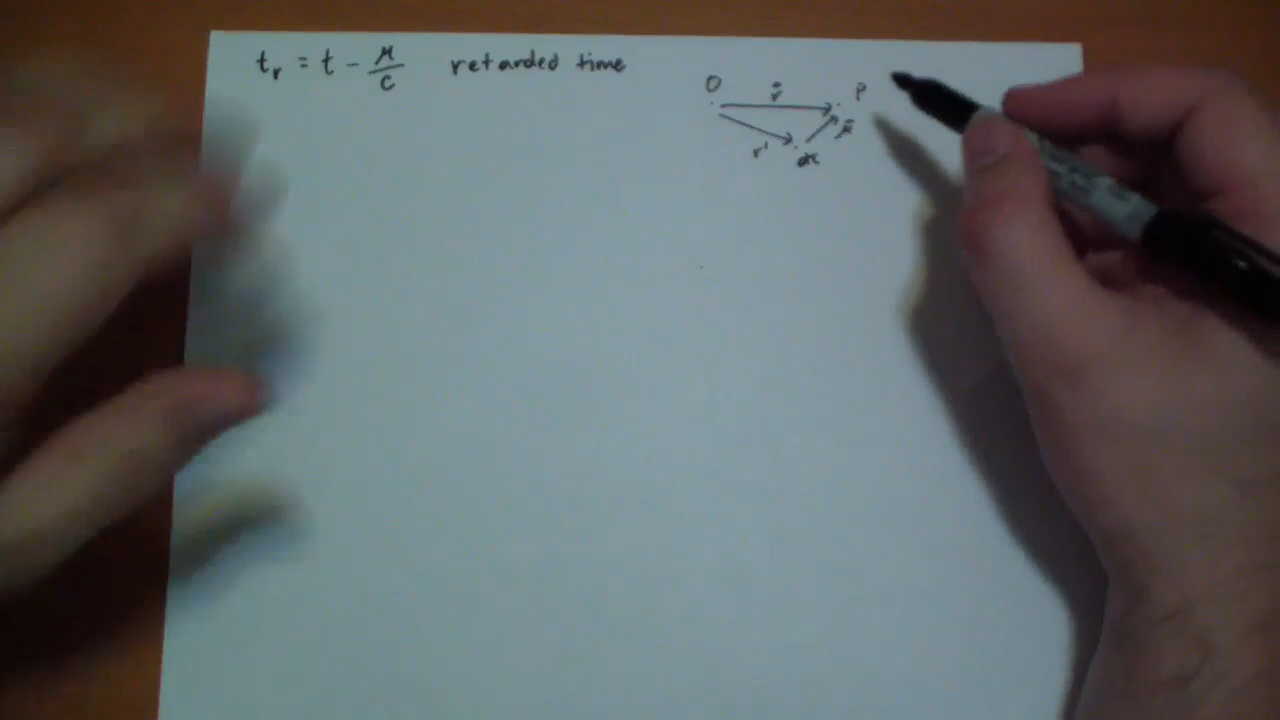 t_r = t - 𝓇/c retarded time
O r̄ P
r' dτ 𝓇̄